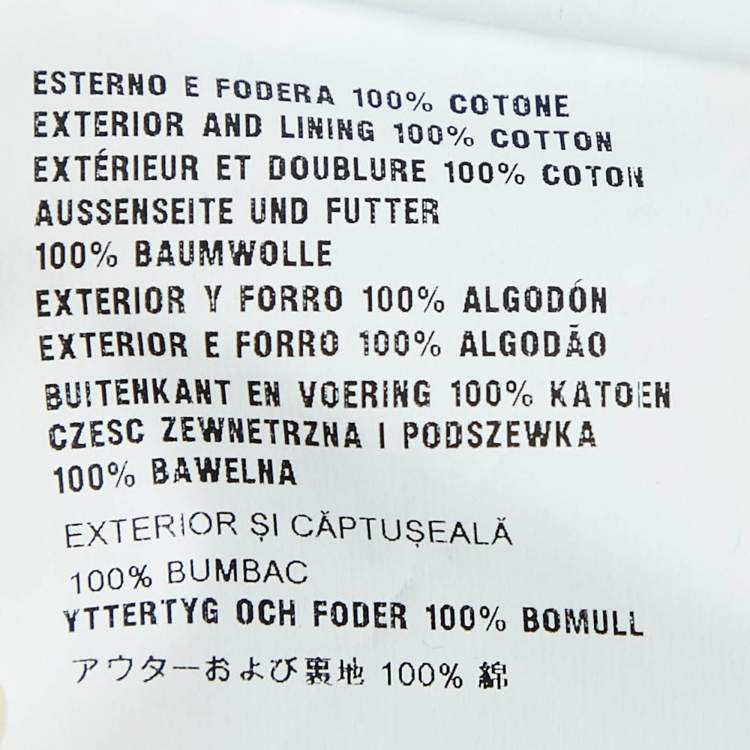 ESTERNO E FODERA 100% COTONE
EXTERIOR AND LINING 100% COTTON
EXTÉRIEUR ET DOUBLURE 100% COTON
AUSSENSEITE UND FUTTER
100% BAUMWOLLE
EXTERIOR Y FORRO 100% ALGODÓN
EXTERIOR E FORRO 100% ALGODÃO
BUITENKANT EN VOERING 100% KATOEN
CZESC ZEWNETRZNA I PODSZEWKA
100% BAWELNA
EXTERIOR ȘI CĂPTUȘEALĂ
100% BUMBAC
YTTERTYG OCH FODER 100% BOMULL
アウターおよび裏地 100% 綿